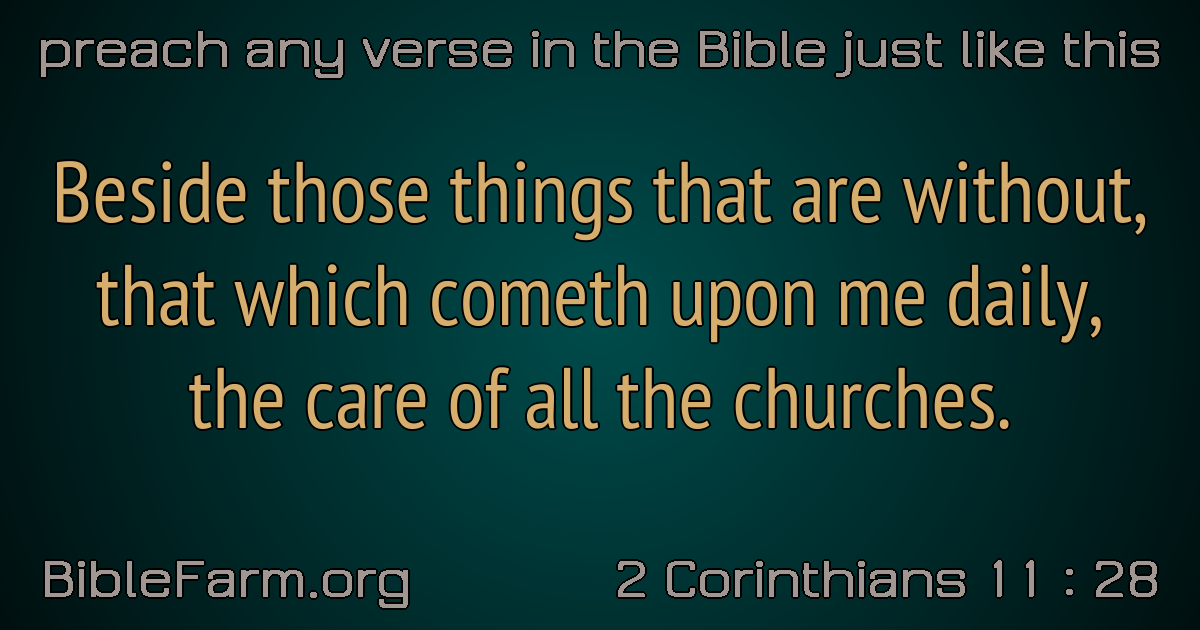 preach any verse in the Bible just like this
Beside those things that are without,
that which cometh upon me daily,
the care of all the churches.
BibleFarm.org
2 Corinthians 11 : 28